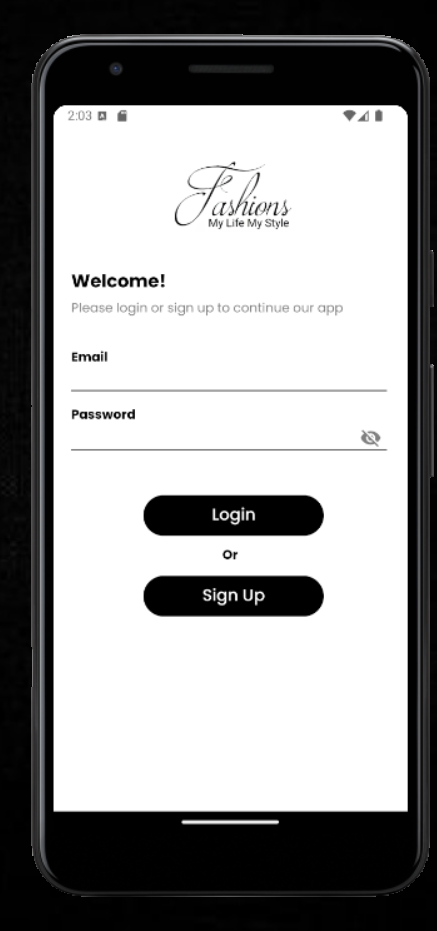 2:03
Fashions
My Life My Style
Welcome!
Please login or sign up to continue our app
Email
Password
Login
Or
Sign Up